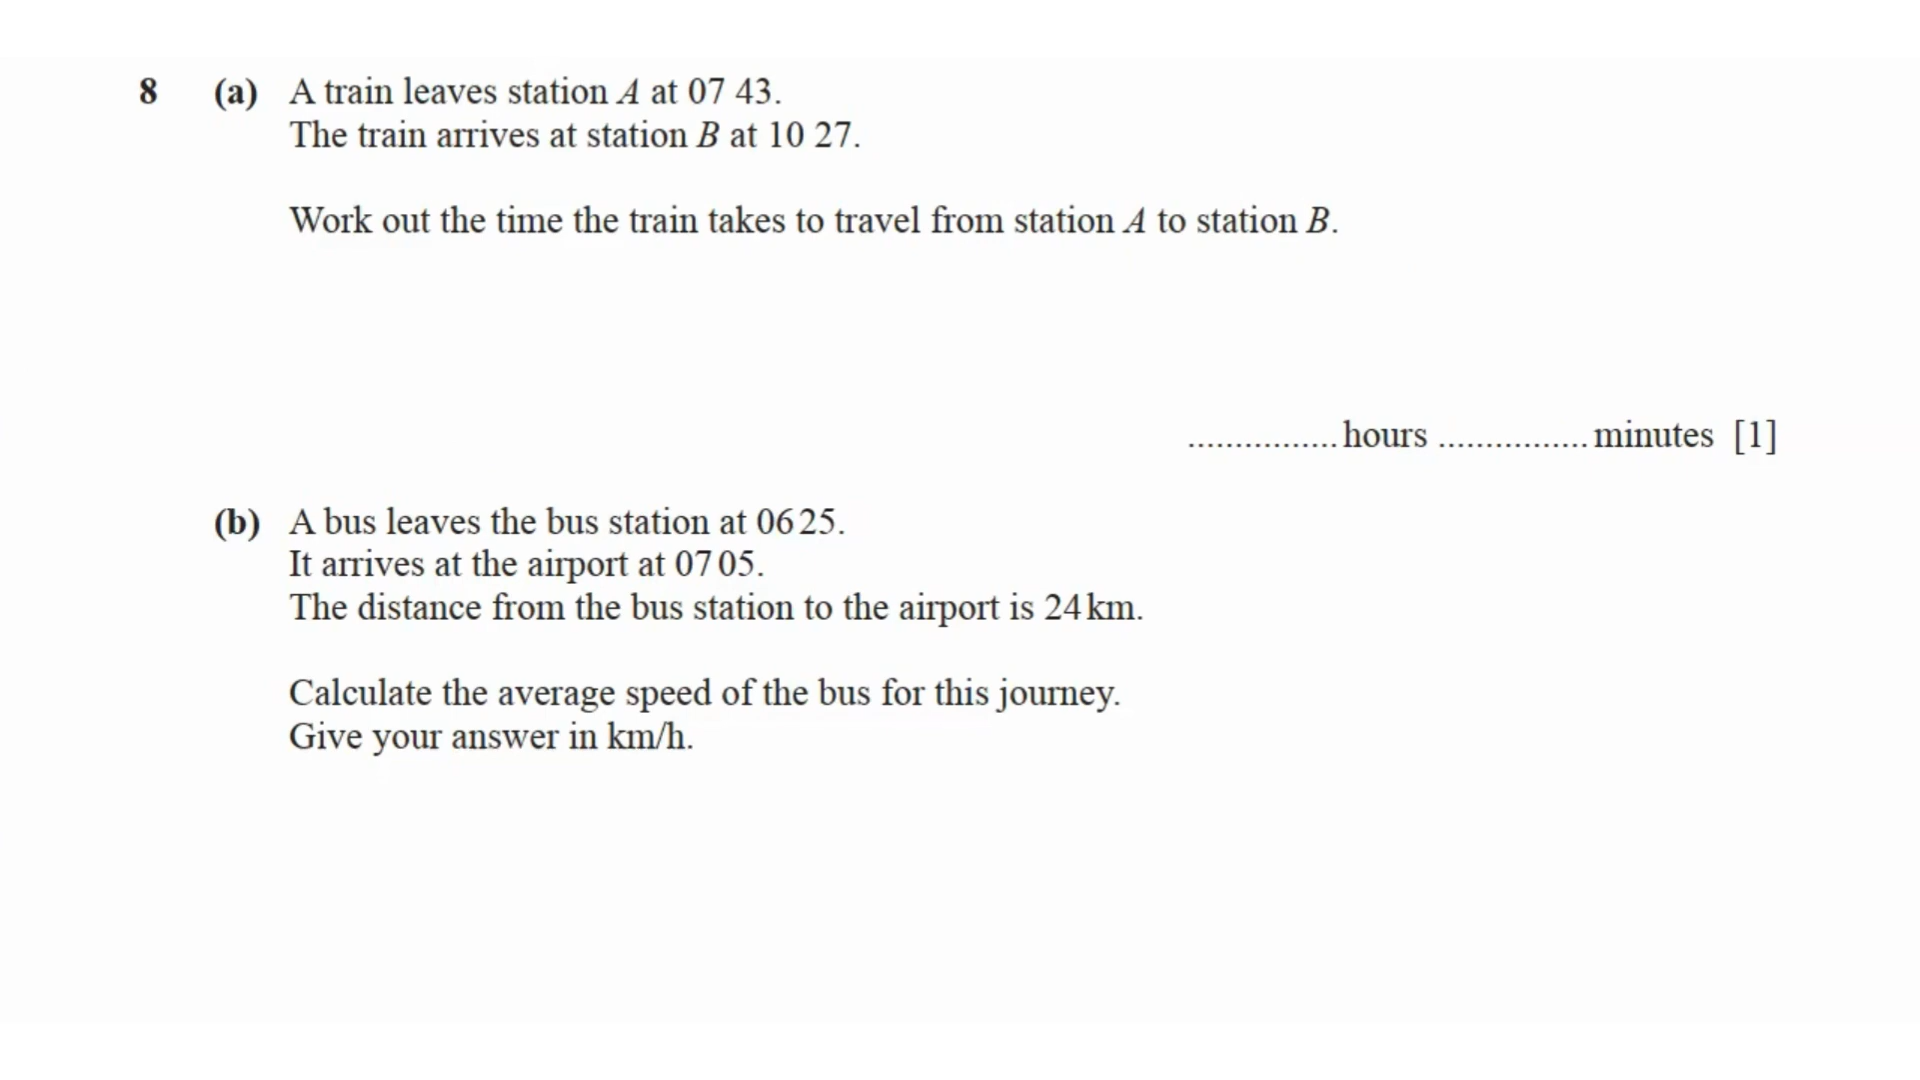 8 (a) A train leaves station A at 07 43.
The train arrives at station B at 10 27.
Work out the time the train takes to travel from station A to station B.
................ hours ................ minutes [1]
(b) A bus leaves the bus station at 06 25.
It arrives at the airport at 07 05.
The distance from the bus station to the airport is 24 km.
Calculate the average speed of the bus for this journey.
Give your answer in km/h.